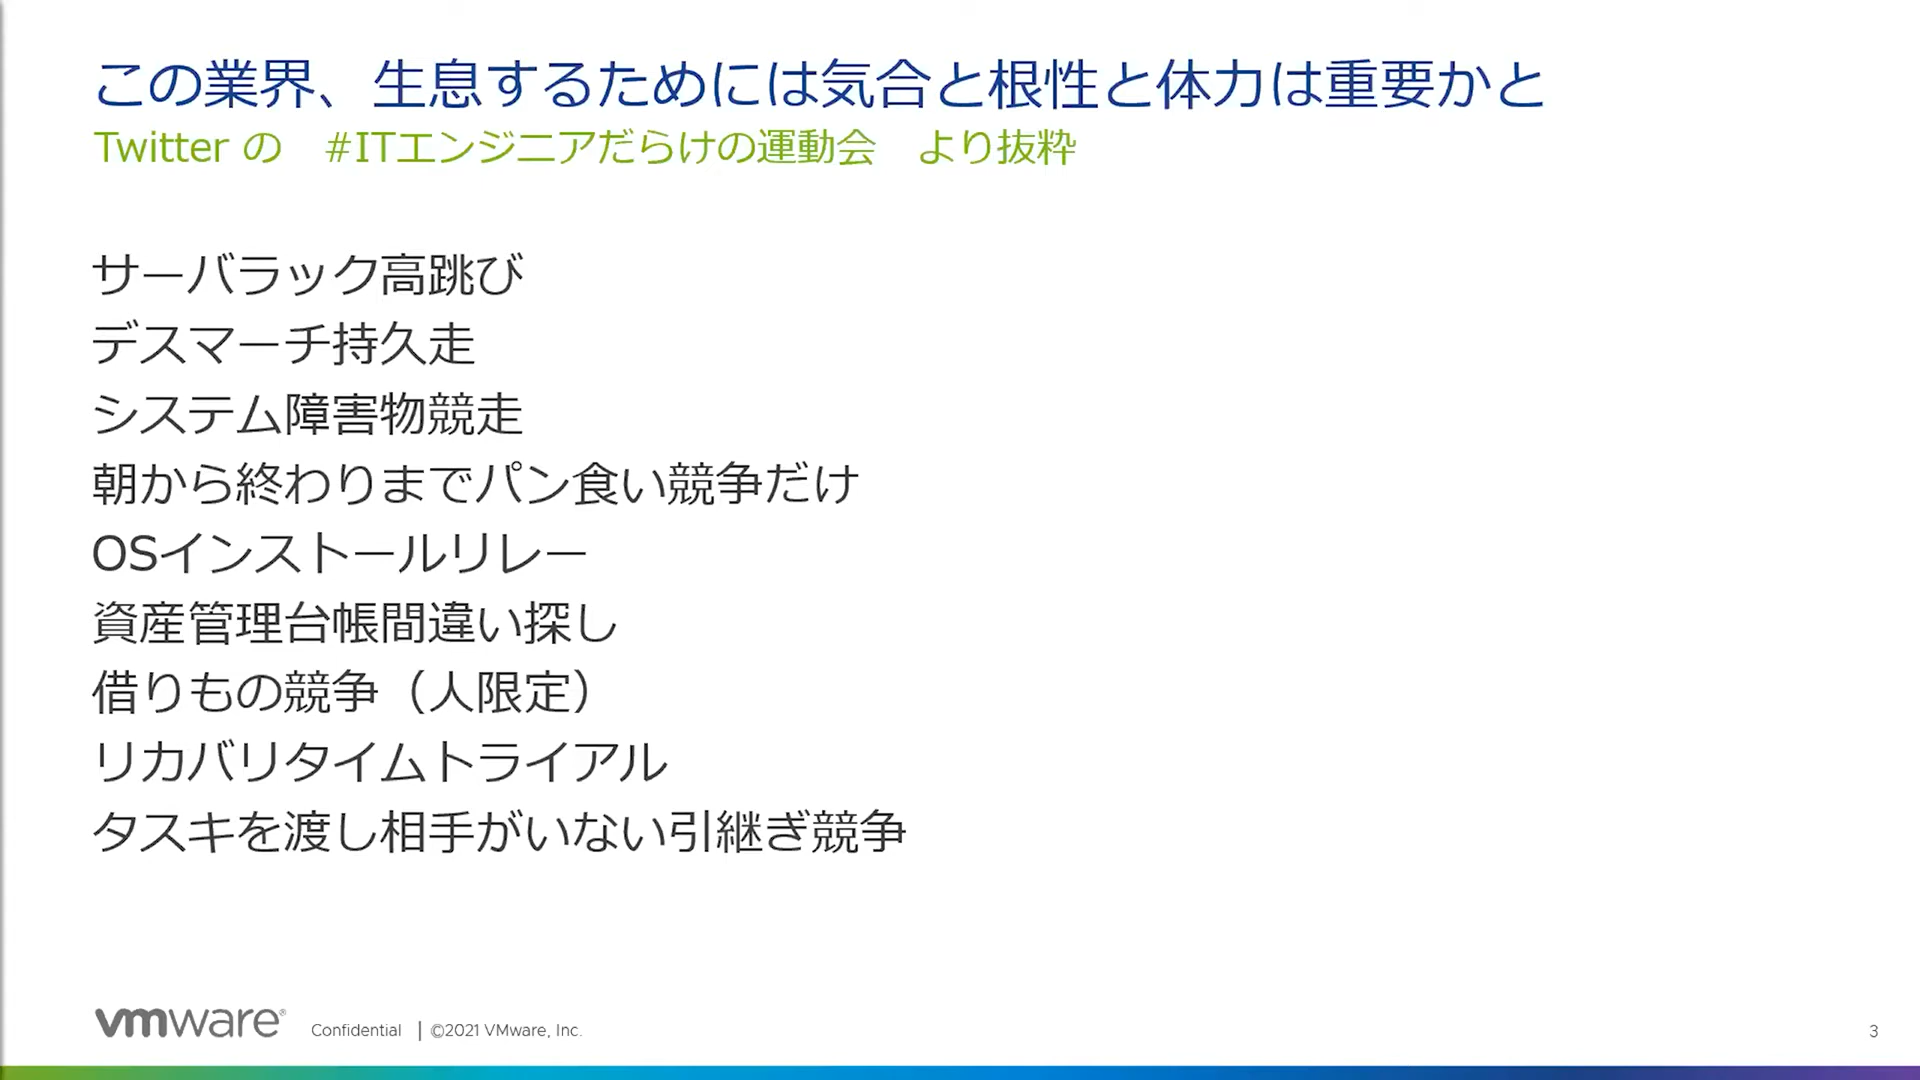 この業界、生息するためには気合と根性と体力は重要かと
Twitter の　#ITエンジニアだらけの運動会　より抜粋
サーバラック高跳び
デスマーチ持久走
システム障害物競走
朝から終わりまでパン食い競争だけ
OSインストールリレー
資産管理台帳間違い探し
借りもの競争（人限定）
リカバリタイムトライアル
タスキを渡し相手がいない引継ぎ競争
vmware® Confidential │ ©2021 VMware, Inc. 3